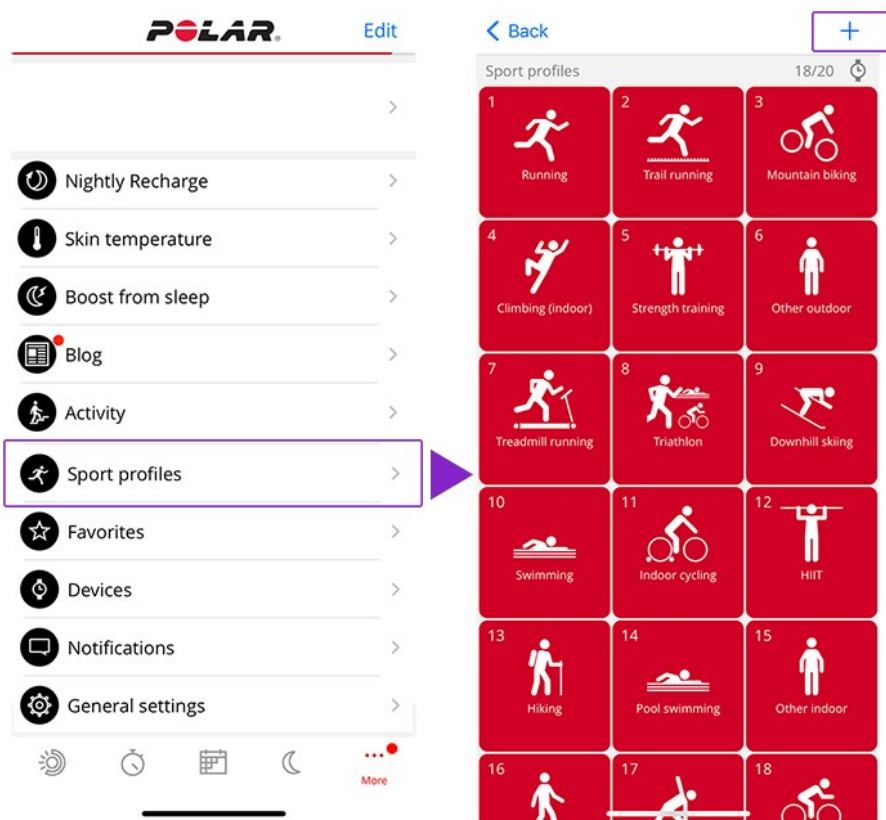 POLAR.
Edit
Nightly Recharge
Skin temperature
Boost from sleep
Blog
Activity
Sport profiles
Favorites
Devices
Notifications
General settings
More
Back
Sport profiles 18/20
1 2 3
Running Trail running Mountain biking
4 5 6
Climbing (indoor) Strength training Other outdoor
7 8 9
Treadmill running Triathlon Downhill skiing
10 11 12
Swimming Indoor cycling HIIT
13 14 15
Hiking Pool swimming Other indoor
16 17 18